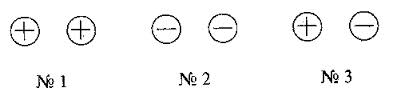 + + − − + −
№ 1 № 2 № 3